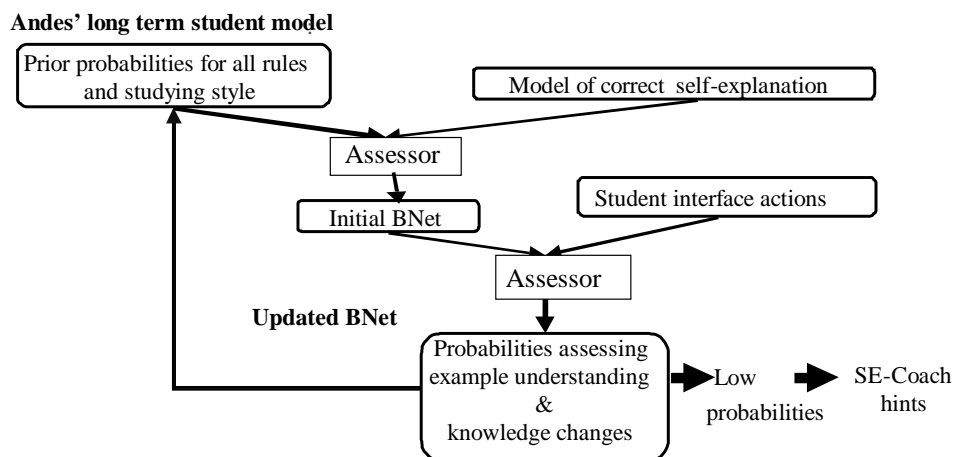 Andes' long term student model
Prior probabilities for all rules
and studying style
Model of correct self-explanation
Assessor
Initial BNet
Student interface actions
Assessor
Updated BNet
Probabilities assessing
example understanding
&
knowledge changes
Low
probabilities
SE-Coach
hints